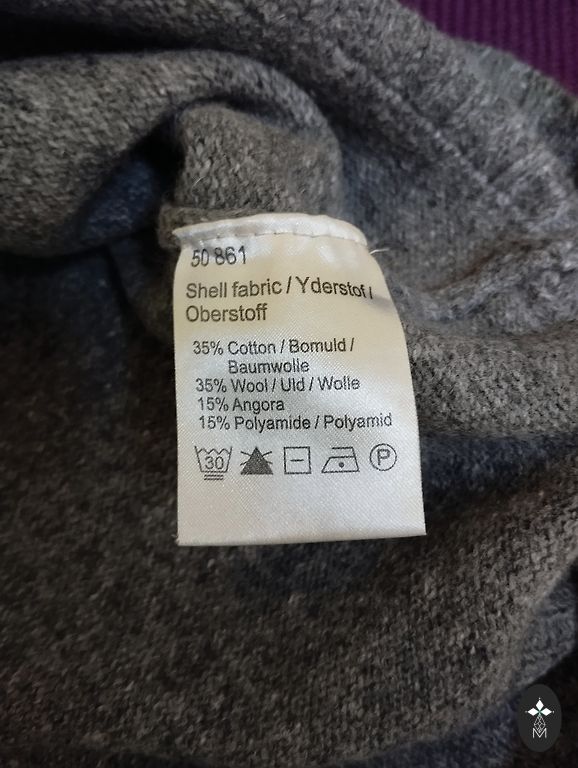 50 861
Shell fabric / Yderstof /
Oberstoff
35% Cotton / Bomuld /
Baumwolle
35% Wool / Uld / Wolle
15% Angora
15% Polyamide / Polyamid
30 P
M